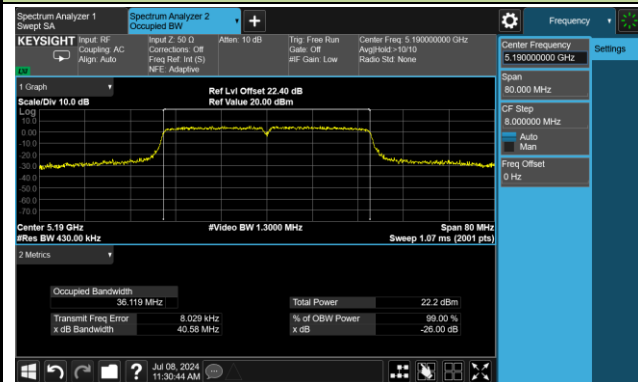 Spectrum Analyzer 1
Swept SA
Spectrum Analyzer 2
Occupied BW
Frequency
KEYSIGHT
Input: RF
Coupling: AC
Align: Auto
Input Z: 50 Ω
Corrections: Off
Freq Ref: Int (S)
NFE: Adaptive
Atten: 10 dB
Trig: Free Run
Gate: Off
#IF Gain: Low
Center Freq: 5.190000000 GHz
Avg|Hold:>10/10
Radio Std: None
1 Graph
Scale/Div 10.0 dB
Ref Lvl Offset 22.40 dB
Ref Value 20.00 dBm
Log
10.0
0.00
-10.0
-20.0
-30.0
-40.0
-50.0
-60.0
-70.0
Center 5.19 GHz
#Res BW 430.00 kHz
#Video BW 1.3000 MHz
Span 80 MHz
Sweep 1.07 ms (2001 pts)
2 Metrics
Occupied Bandwidth
36.119 MHz
Total Power 22.2 dBm
Transmit Freq Error 8.029 kHz
% of OBW Power 99.00 %
x dB Bandwidth 40.58 MHz
x dB -26.00 dB
Center Frequency
5.190000000 GHz
Settings
Span
80.000 MHz
CF Step
8.000000 MHz
Auto
Man
Freq Offset
0 Hz
?
Jul 08, 2024
11:30:44 AM